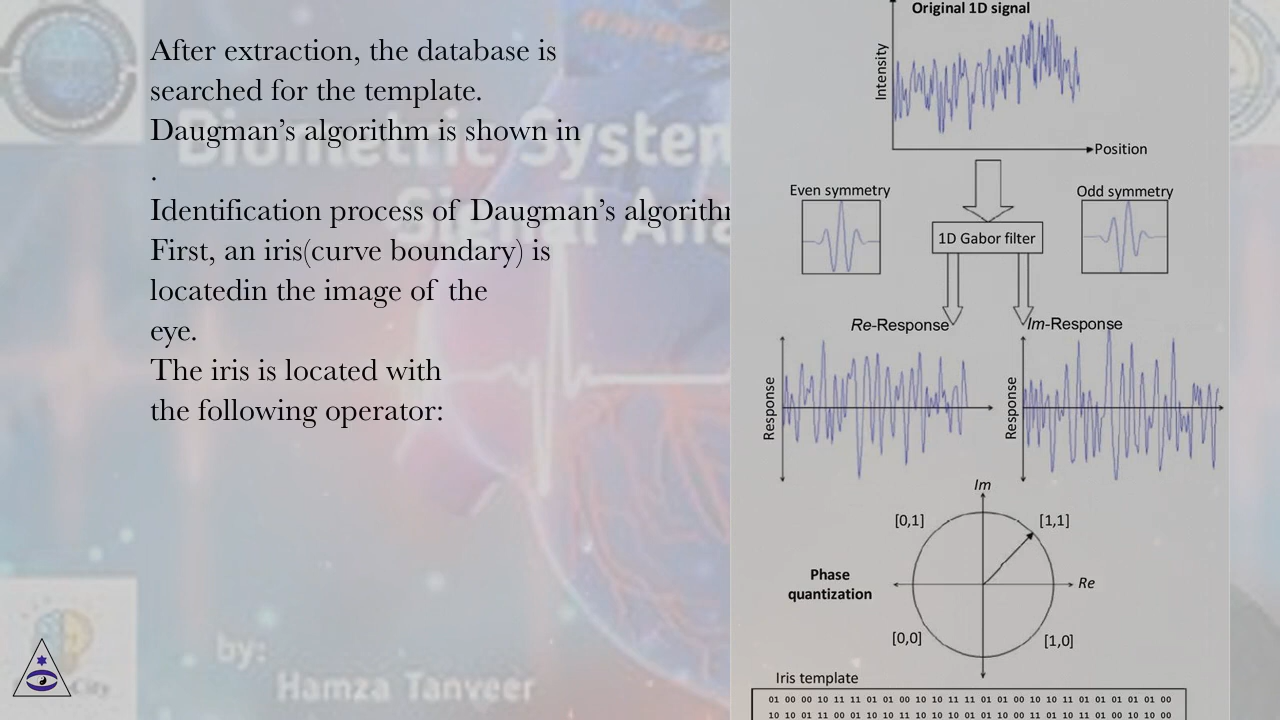 After extraction, the database is
searched for the template.
Daugman's algorithm is shown in
.
Identification process of Daugman's algorithm
First, an iris(curve boundary) is
locatedin the image of the
eye.
The iris is located with
the following operator:
Biometric System
Signal Ana
by:
Hamza Tanveer
City
Original 1D signal
Intensity
Position
Even symmetry
Odd symmetry
1D Gabor filter
Re-Response
Im-Response
Response
Response
Im
[0,1]
[1,1]
Phase
quantization
Re
[0,0]
[1,0]
Iris template
01 00 00 10 11 11 01 01 00 10 10 11 11 01 01 00 10 10 11 01 01 01 01 01 00
10 10 01 11 00 01 10 10 11 10 10 10 01 01 10 00 11 10 01 10 11 01 00 10 00